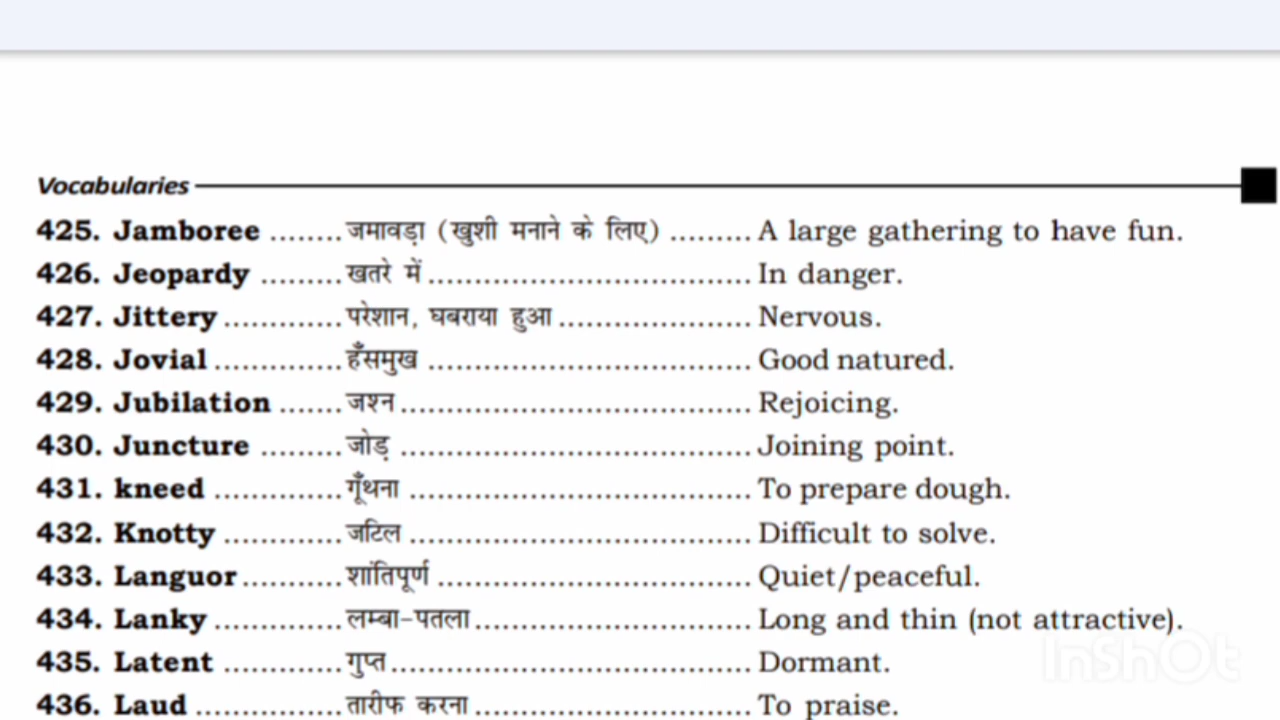 Vocabularies
425. Jamboree ........जमावड़ा (खुशी मनाने के लिए) .........A large gathering to have fun.
426. Jeopardy .........खतरे में...................................In danger.
427. Jittery.............परेशान, घबराया हुआ.....................Nervous.
428. Jovial..............हँसमुख ...................................Good natured.
429. Jubilation .......जश्न......................................Rejoicing.
430. Juncture .........जोड़ ......................................Joining point.
431. kneed ..............गूँथना .....................................To prepare dough.
432. Knotty .............जटिल .....................................Difficult to solve.
433. Languor...........शांतिपूर्ण ..................................Quiet/peaceful.
434. Lanky ..............लम्बा-पतला..............................Long and thin (not attractive).
435. Latent .............गुप्त.......................................Dormant.
436. Laud ................तारीफ करना..............................To praise.
InShOt